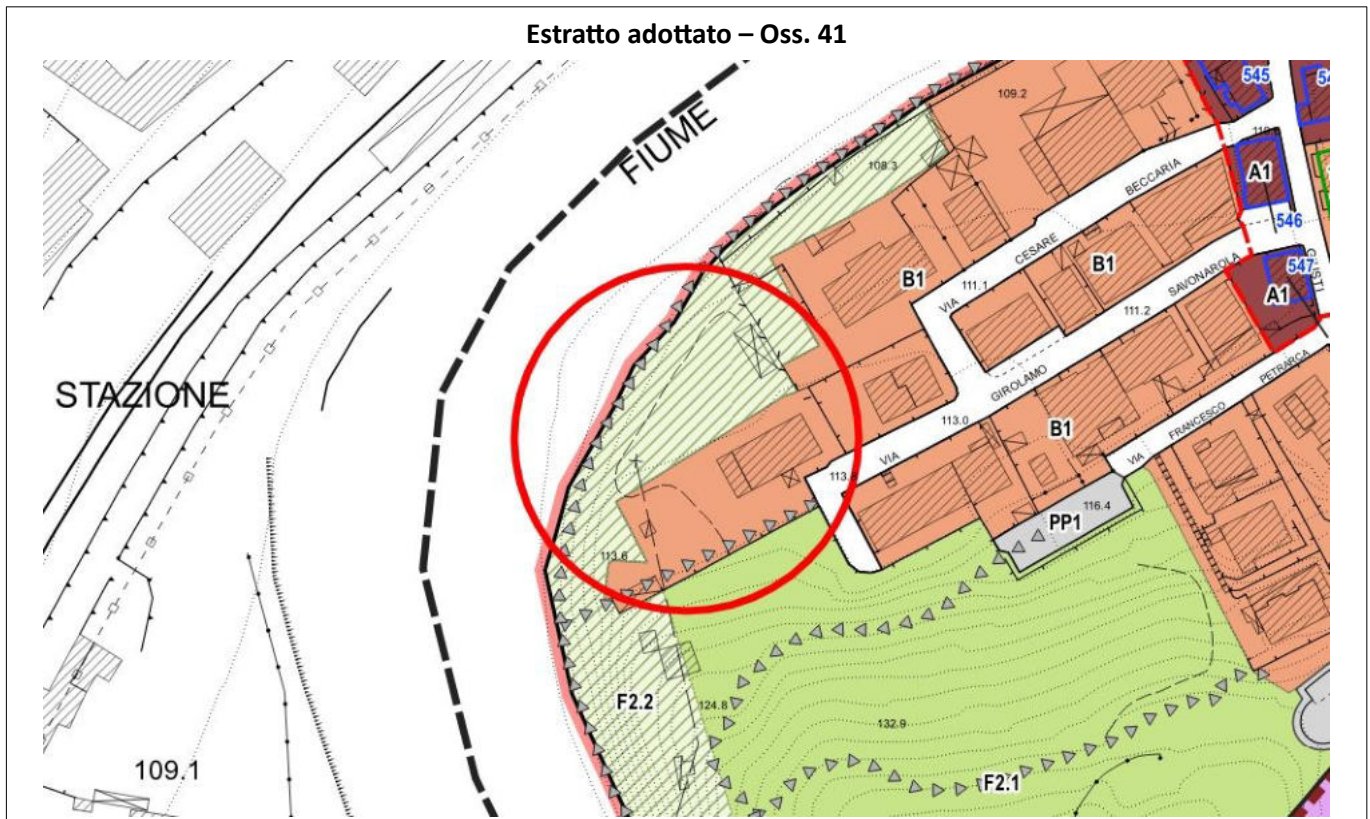 Estratto adottato – Oss. 41
545
109.2
FIUME
108.3
BECCARIA
A1
546
CESARE
B1
B1
SAVONAROLA
547
GIUSTI
111.1
VIA
111.2
A1
STAZIONE
GIROLAMO
PETRARCA
FRANCESCO
113.0
B1
VIA
VIA
116.4
PP1
113.6
F2.2
124.8
132.9
109.1
F2.1